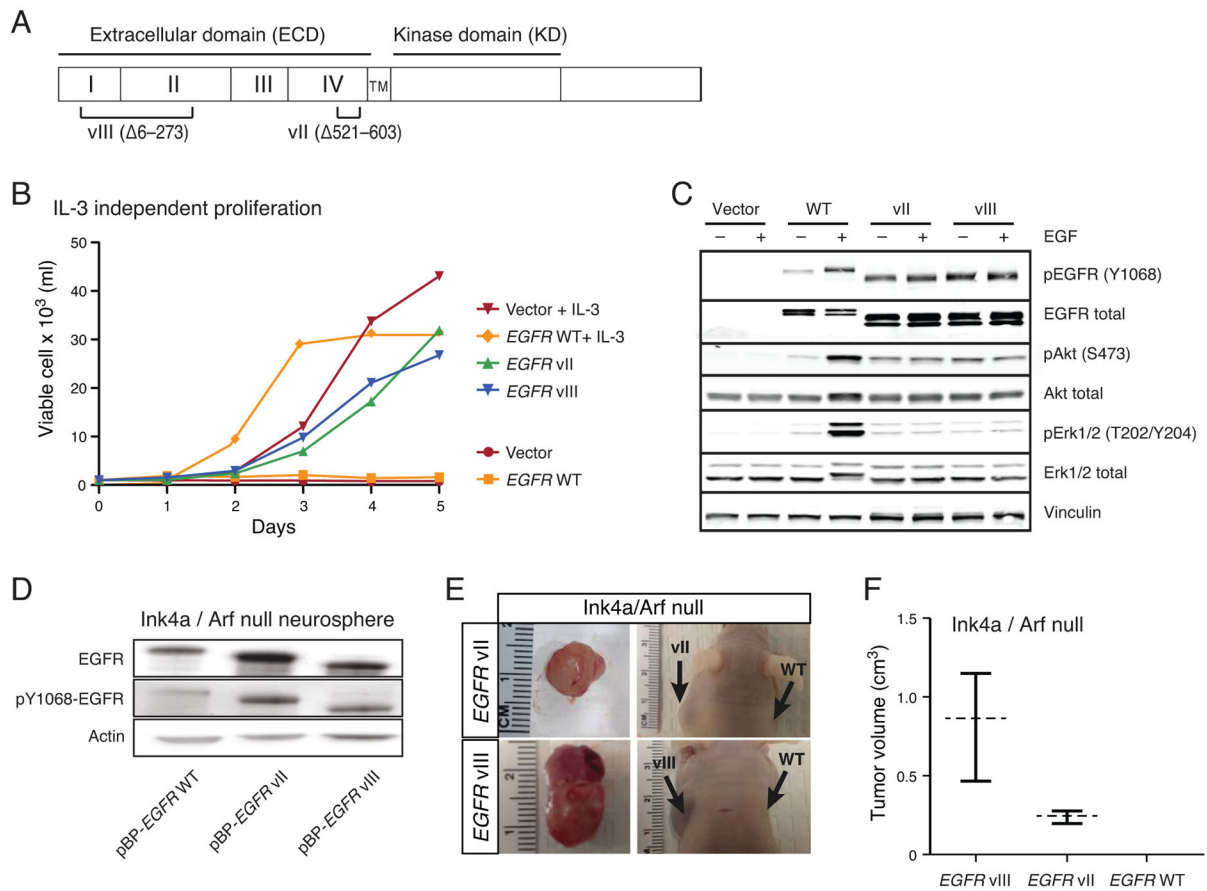 A
Extracellular domain (ECD)
Kinase domain (KD)
I II III IV TM
vIII (Δ6–273)
vII (Δ521–603)
B
IL-3 independent proliferation
Viable cell x 10³ (ml)
50
40
30
20
10
0
0 1 2 3 4 5
Days
Vector + IL-3
EGFR WT+ IL-3
EGFR vII
EGFR vIII
Vector
EGFR WT
C
Vector WT vII vIII
– + – + – + – + EGF
pEGFR (Y1068)
EGFR total
pAkt (S473)
Akt total
pErk1/2 (T202/Y204)
Erk1/2 total
Vinculin
D
Ink4a / Arf null neurosphere
EGFR
pY1068-EGFR
Actin
pBP-EGFR WT
pBP-EGFR vII
pBP-EGFR vIII
E
Ink4a/Arf null
EGFR vII
CM 1 2
vII
WT
EGFR vIII
1 2
vIII
WT
F
Ink4a / Arf null
Tumor volume (cm³)
1.5
1.0
0.5
0
EGFR vIII EGFR vII EGFR WT